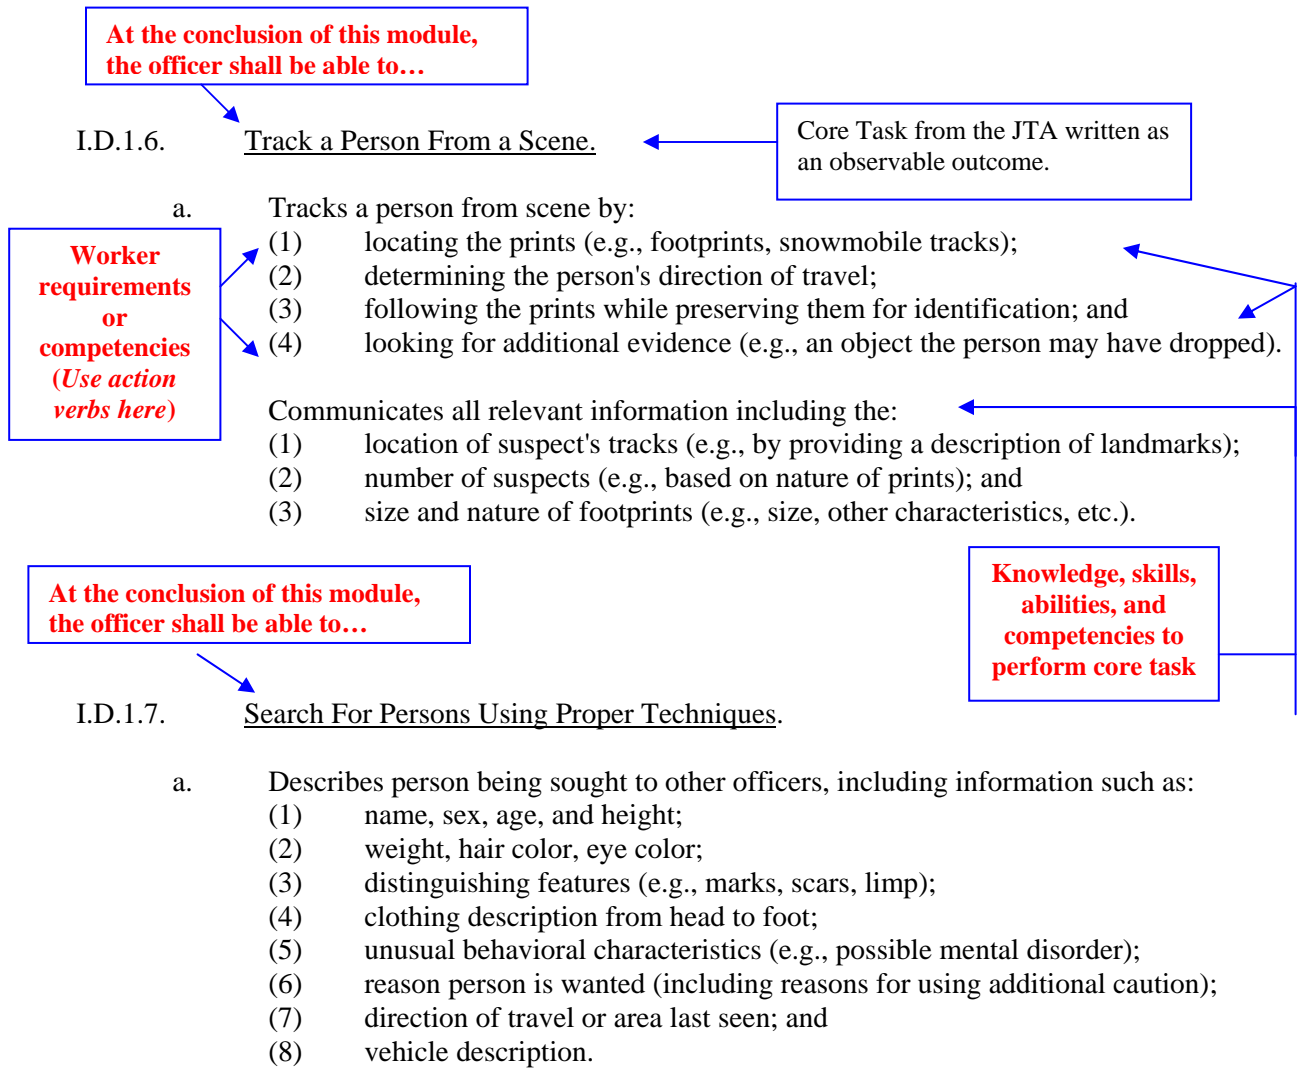 At the conclusion of this module,
the officer shall be able to…
I.D.1.6. Track a Person From a Scene.
Core Task from the JTA written as
an observable outcome.
a. Tracks a person from scene by:
(1) locating the prints (e.g., footprints, snowmobile tracks);
(2) determining the person's direction of travel;
(3) following the prints while preserving them for identification; and
(4) looking for additional evidence (e.g., an object the person may have dropped).
Worker
requirements
or
competencies
(Use action
verbs here)
Communicates all relevant information including the:
(1) location of suspect's tracks (e.g., by providing a description of landmarks);
(2) number of suspects (e.g., based on nature of prints); and
(3) size and nature of footprints (e.g., size, other characteristics, etc.).
Knowledge, skills,
abilities, and
competencies to
perform core task
At the conclusion of this module,
the officer shall be able to…
I.D.1.7. Search For Persons Using Proper Techniques.
a. Describes person being sought to other officers, including information such as:
(1) name, sex, age, and height;
(2) weight, hair color, eye color;
(3) distinguishing features (e.g., marks, scars, limp);
(4) clothing description from head to foot;
(5) unusual behavioral characteristics (e.g., possible mental disorder);
(6) reason person is wanted (including reasons for using additional caution);
(7) direction of travel or area last seen; and
(8) vehicle description.